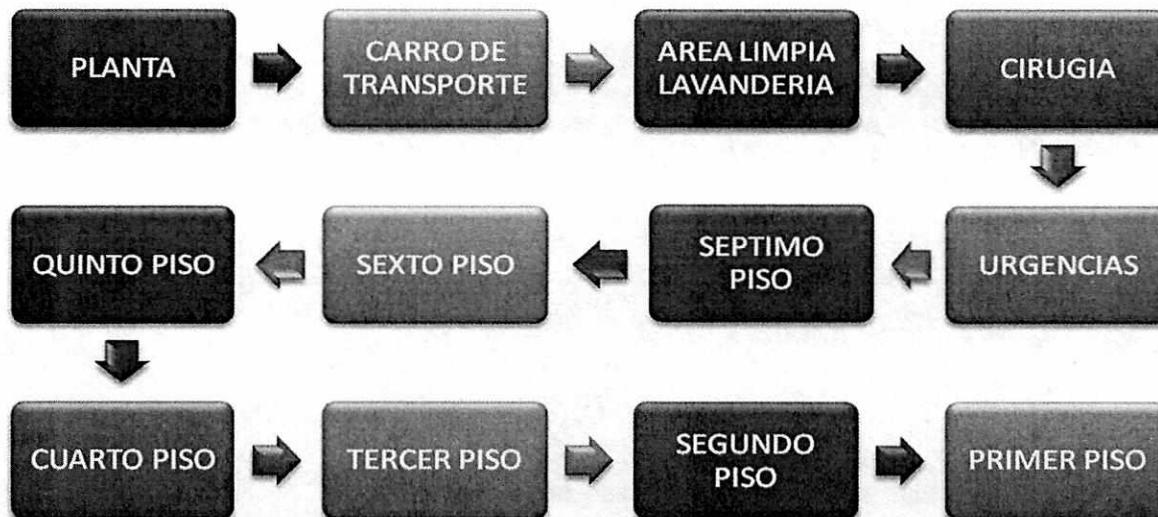 PLANTA
CARRO DE
TRANSPORTE
AREA LIMPIA
LAVANDERIA
CIRUGIA
URGENCIAS
SEPTIMO
PISO
SEXTO PISO
QUINTO PISO
CUARTO PISO
TERCER PISO
SEGUNDO
PISO
PRIMER PISO